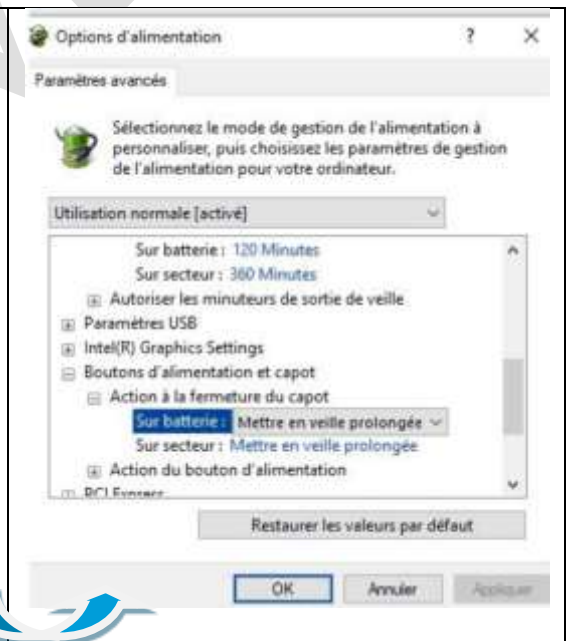 Options d'alimentation ? ×
Paramètres avancés
Sélectionnez le mode de gestion de l'alimentation à
personnaliser, puis choisissez les paramètres de gestion
de l'alimentation pour votre ordinateur.
Utilisation normale [activé]
Sur batterie : 120 Minutes
Sur secteur : 360 Minutes
Autoriser les minuteurs de sortie de veille
Paramètres USB
Intel(R) Graphics Settings
Boutons d'alimentation et capot
Action à la fermeture du capot
Sur batterie : Mettre en veille prolongée
Sur secteur : Mettre en veille prolongée
Action du bouton d'alimentation
PCI Express
Restaurer les valeurs par défaut
OK Annuler Appliquer